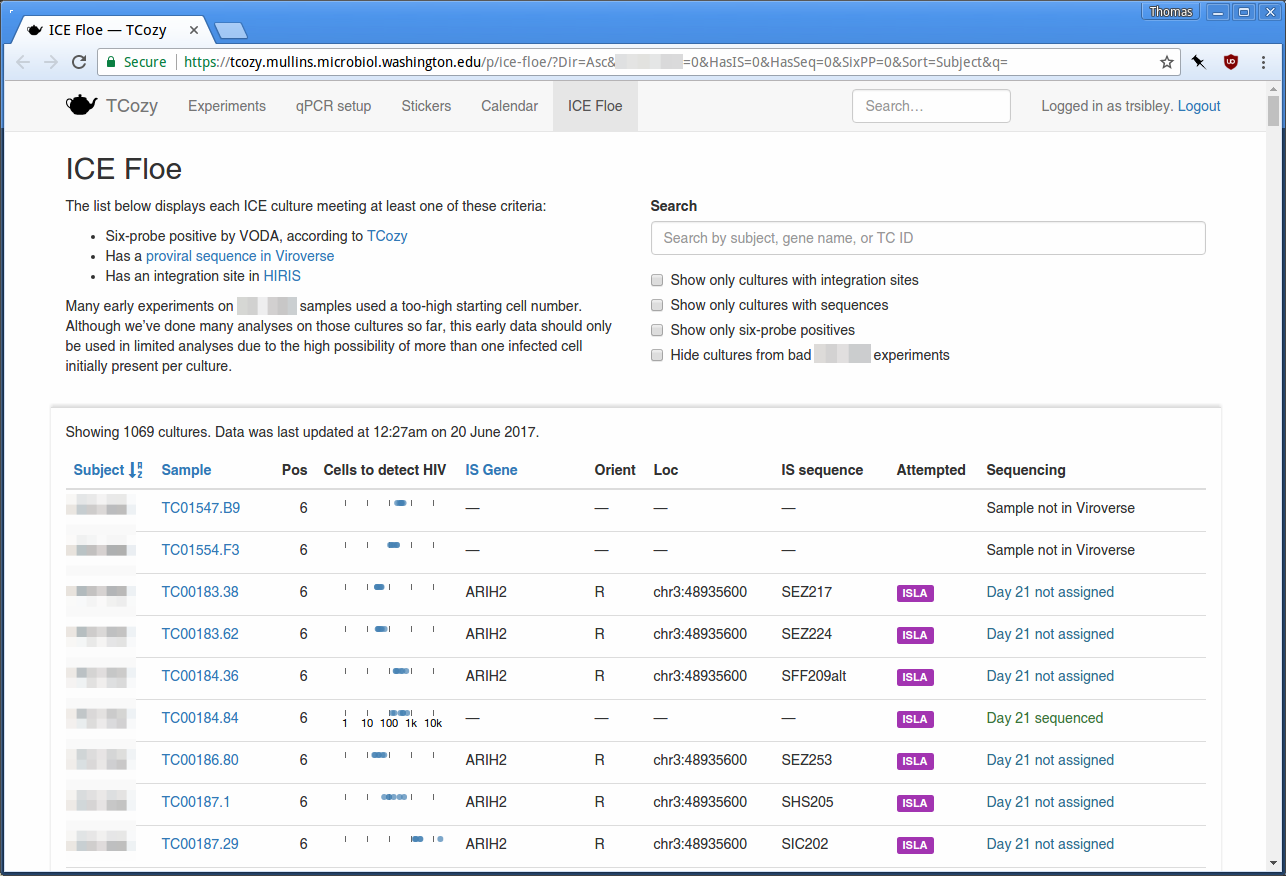 Thomas
ICE Floe — TCozy
Secure https://tcozy.mullins.microbiol.washington.edu/p/ice-floe/?Dir=Asc& =0&HasIS=0&HasSeq=0&SixPP=0&Sort=Subject&q=
TCozy Experiments qPCR setup Stickers Calendar ICE Floe Search... Logged in as trsibley. Logout
ICE Floe
The list below displays each ICE culture meeting at least one of these criteria:
• Six-probe positive by VODA, according to TCozy
• Has a proviral sequence in Viroverse
• Has an integration site in HIRIS
Many early experiments on samples used a too-high starting cell number.
Although we've done many analyses on those cultures so far, this early data should only
be used in limited analyses due to the high possibility of more than one infected cell
initially present per culture.
Search
Search by subject, gene name, or TC ID
Show only cultures with integration sites
Show only cultures with sequences
Show only six-probe positives
Hide cultures from bad experiments
Showing 1069 cultures. Data was last updated at 12:27am on 20 June 2017.
Subject Sample Pos Cells to detect HIV IS Gene Orient Loc IS sequence Attempted Sequencing
TC01547.B9 6 — — — — Sample not in Viroverse
TC01554.F3 6 — — — — Sample not in Viroverse
TC00183.38 6 ARIH2 R chr3:48935600 SEZ217 ISLA Day 21 not assigned
TC00183.62 6 ARIH2 R chr3:48935600 SEZ224 ISLA Day 21 not assigned
TC00184.36 6 ARIH2 R chr3:48935600 SFF209alt ISLA Day 21 not assigned
TC00184.84 6 1 10 100 1k 10k — — — — ISLA Day 21 sequenced
TC00186.80 6 ARIH2 R chr3:48935600 SEZ253 ISLA Day 21 not assigned
TC00187.1 6 ARIH2 R chr3:48935600 SHS205 ISLA Day 21 not assigned
TC00187.29 6 ARIH2 R chr3:48935600 SIC202 ISLA Day 21 not assigned